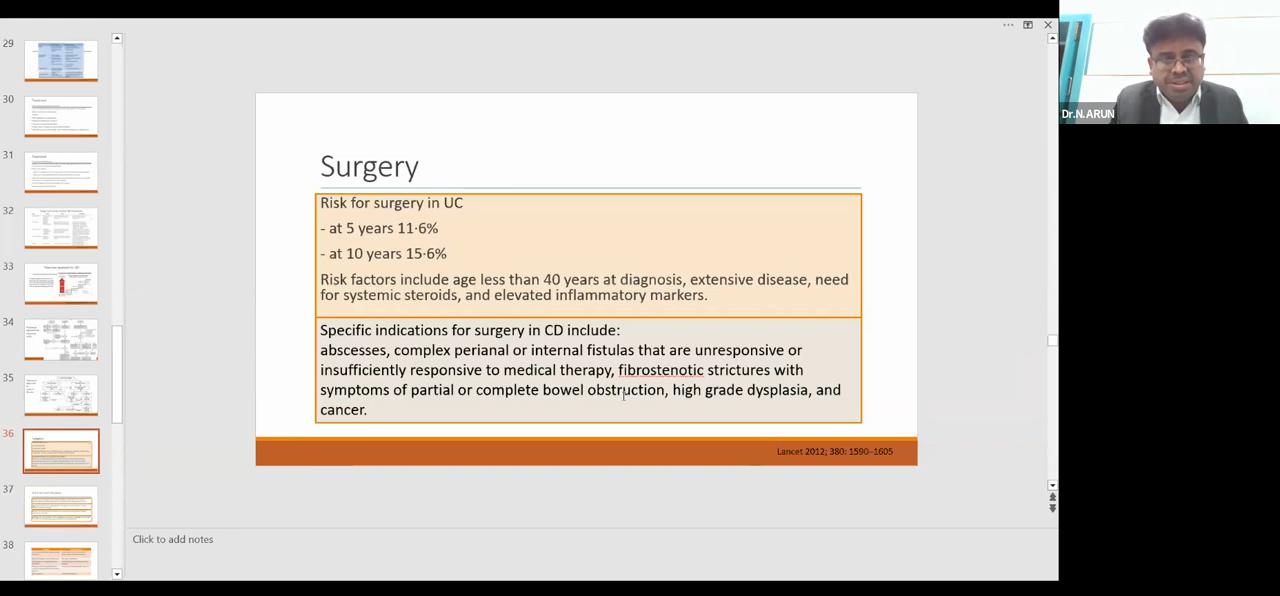 29
30
Treatment
31
Treatment
32
33
34
35
36
37
38
Surgery
Risk for surgery in UC
- at 5 years 11·6%
- at 10 years 15·6%
Risk factors include age less than 40 years at diagnosis, extensive disease, need
for systemic steroids, and elevated inflammatory markers.
Specific indications for surgery in CD include:
abscesses, complex perianal or internal fistulas that are unresponsive or
insufficiently responsive to medical therapy, fibrostenotic strictures with
symptoms of partial or complete bowel obstruction, high grade dysplasia, and
cancer.
Lancet 2012; 380: 1590–1605
Click to add notes
Dr.N.ARUN